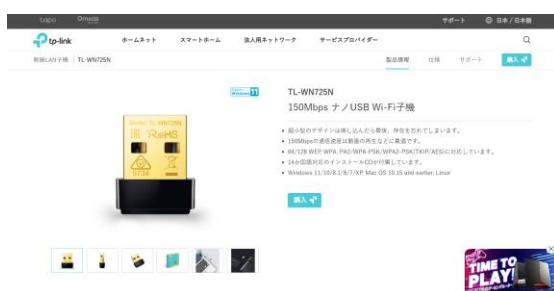 tapo Omada サポート 日本 / 日本語
tp-link ホームネット スマートホーム 法人用ネットワーク サービスプロバイダー
無線LAN子機 TL-WN725N 製品情報 仕様 サポート 購入
Windows 11
TL-WN725N
150Mbps ナノUSB Wi-Fi子機
Model: TL-WN725N
RoHS
5734
超小型のデザインは挿し込んだら最後、存在を忘れてしまいます。
150Mbpsの通信速度は動画の再生などに最適です。
64/128 WEP, WPA, PA2/WPA-PSK/WPA2-PSK(TKIP/AES)に対応しています。
14か国語対応のインストールCDが付属しています。
Windows 11/10/8.1/8/7/XP, Mac OS 10.15 and earlier, Linux
購入
TIME TO
PLAY!